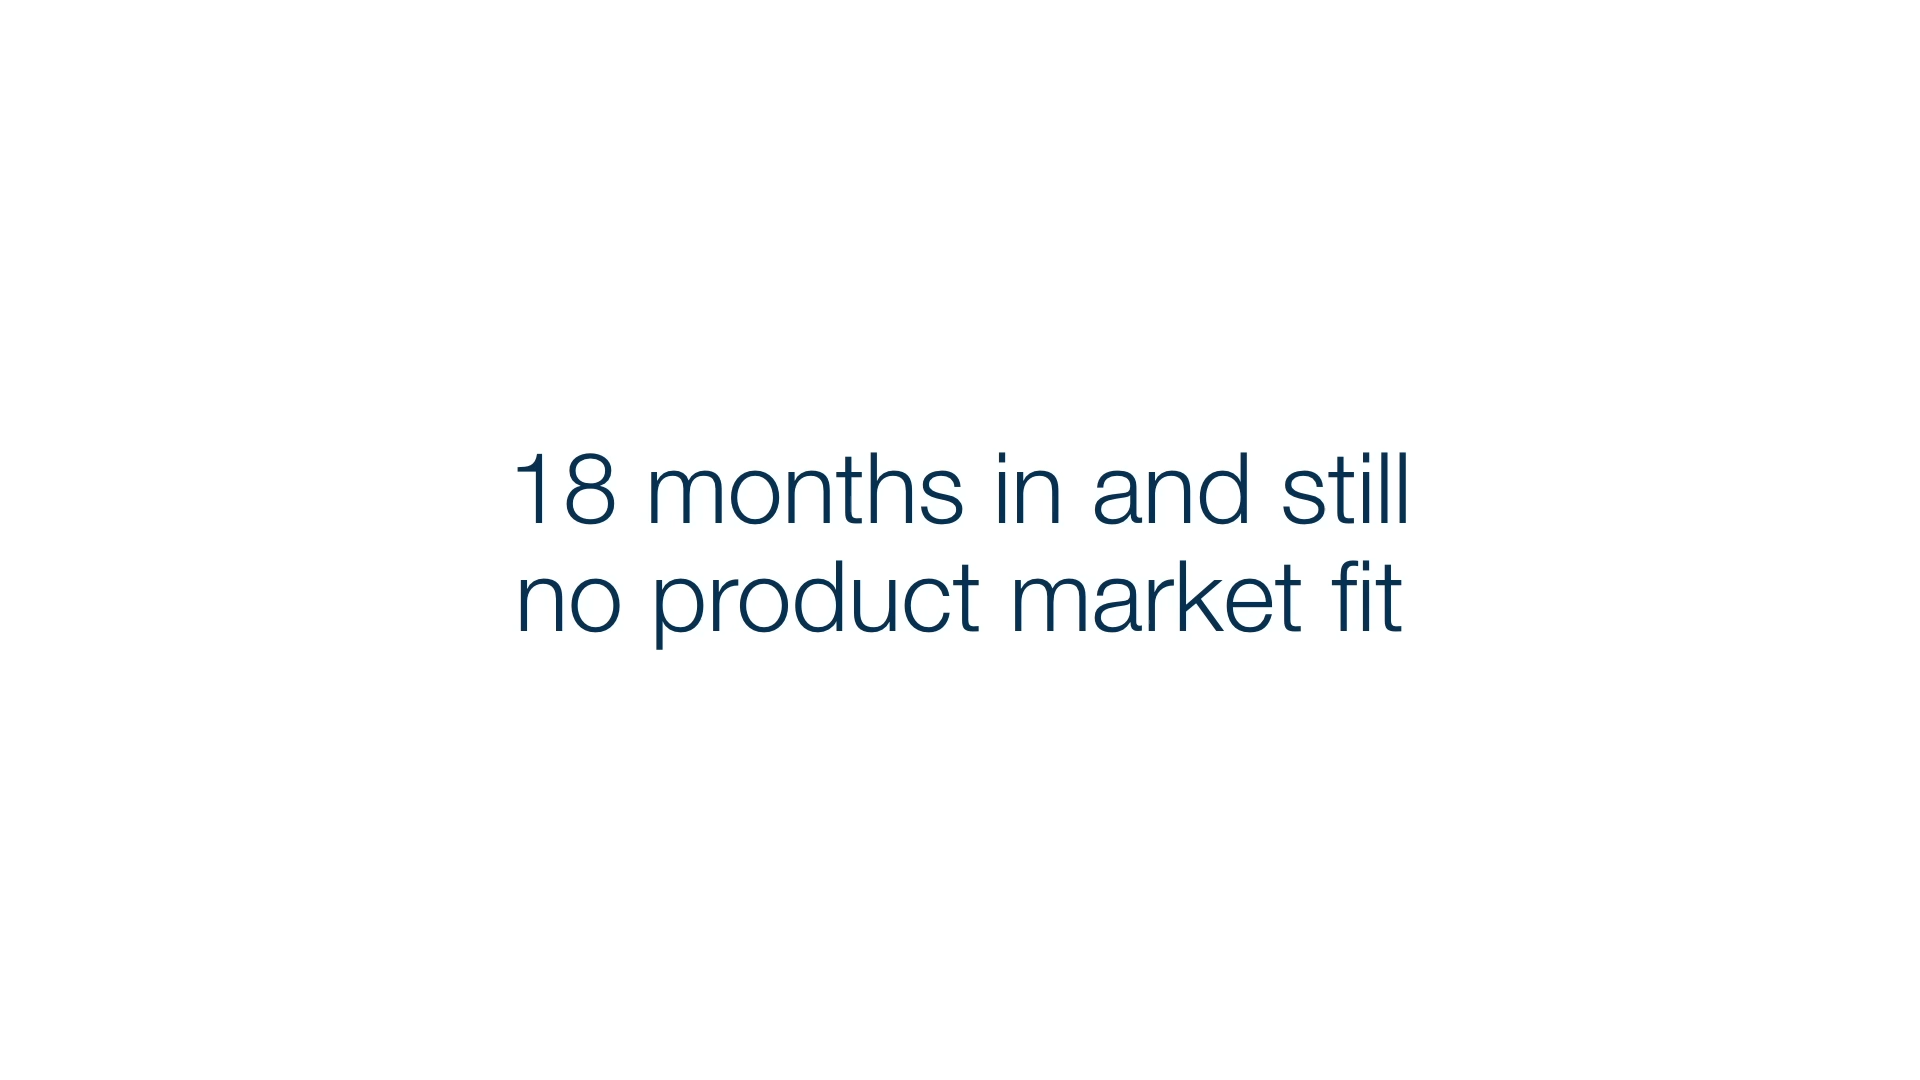 18 months in and still
no product market fit